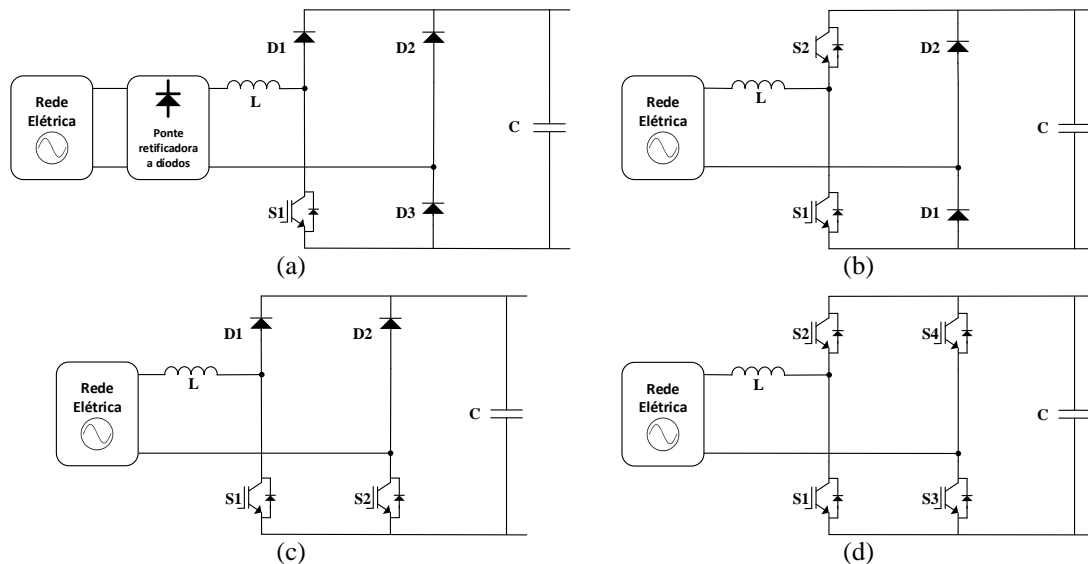 D1
D2
Rede
Elétrica
Ponte
retificadora
a díodos
L
C
S1
D3
(a)
S2
D2
Rede
Elétrica
L
C
S1
D1
(b)
D1
D2
Rede
Elétrica
L
C
S1
S2
(c)
S2
S4
Rede
Elétrica
L
C
S1
S3
(d)